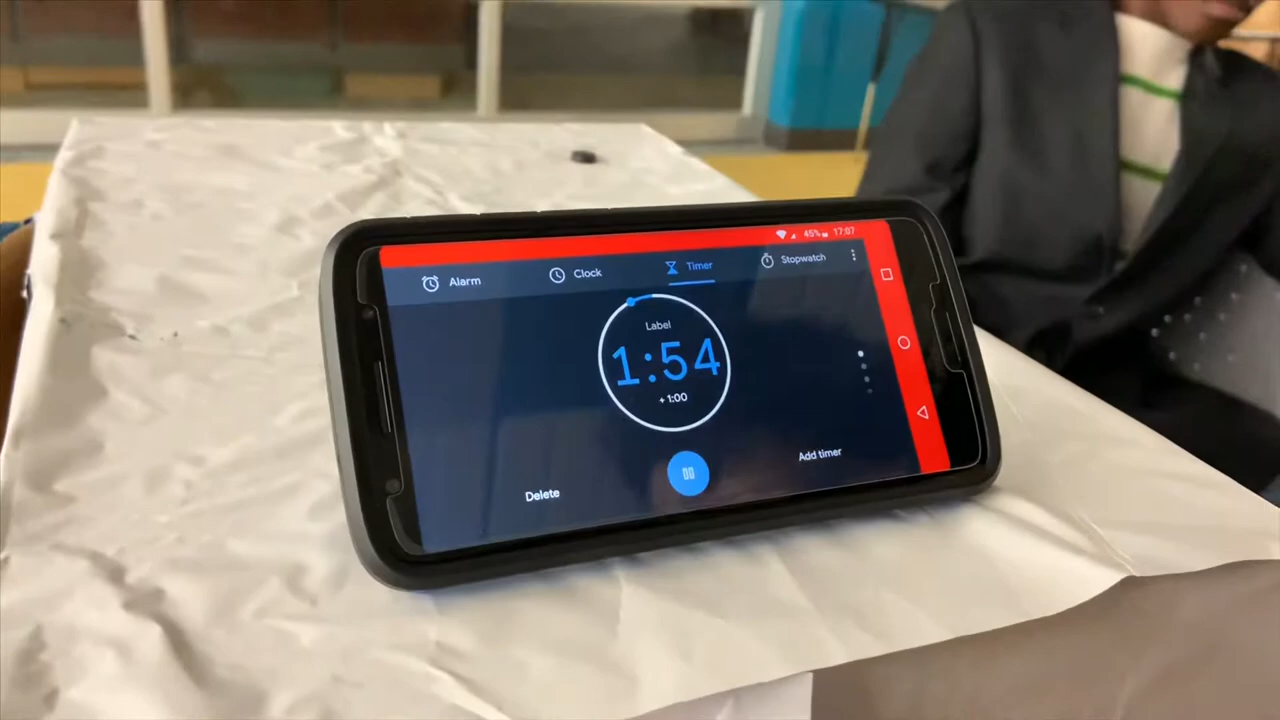 45% 17:07
Alarm Clock Timer Stopwatch
Label
1:54
+ 1:00
Add timer
Delete